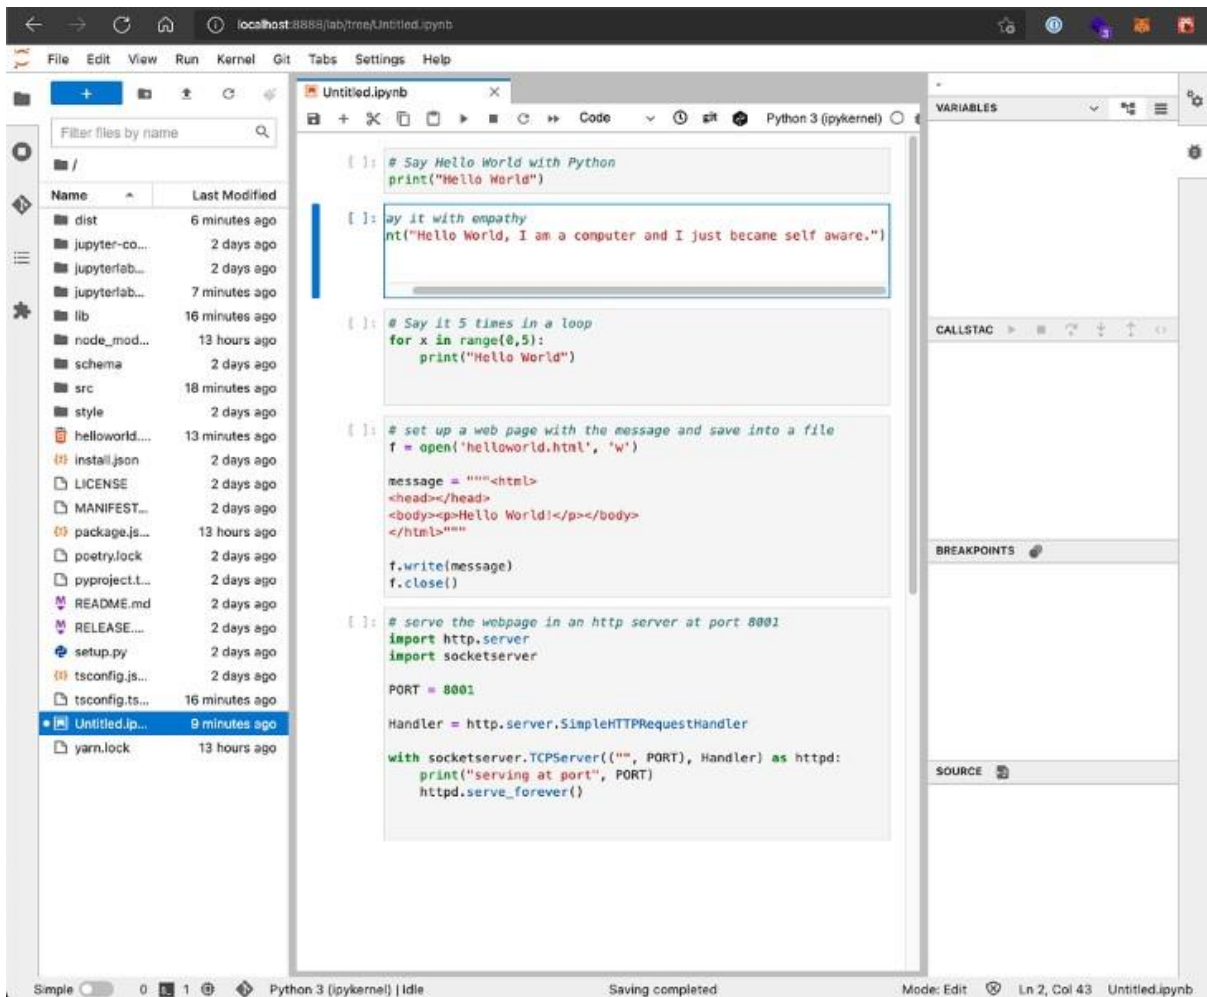 localhost:8888/lab/tree/Untitled.ipynb
3
File Edit View Run Kernel Git Tabs Settings Help
+
Filter files by name
/
Name Last Modified
dist 6 minutes ago
jupyter-co... 2 days ago
jupyterlab... 2 days ago
jupyterlab... 7 minutes ago
lib 16 minutes ago
node_mod... 13 hours ago
schema 2 days ago
src 18 minutes ago
style 2 days ago
helloworld.... 13 minutes ago
install.json 2 days ago
LICENSE 2 days ago
MANIFEST... 2 days ago
package.js... 13 hours ago
poetry.lock 2 days ago
pyproject.t... 2 days ago
README.md 2 days ago
RELEASE.... 2 days ago
setup.py 2 days ago
tsconfig.js... 2 days ago
tsconfig.ts... 16 minutes ago
Untitled.ip... 9 minutes ago
yarn.lock 13 hours ago
Untitled.ipynb
Code git Python 3 (ipykernel)
[ ]: # Say Hello World with Python
print("Hello World")
[ ]: ay it with empathy
nt("Hello World, I am a computer and I just became self aware.")
[ ]: # Say it 5 times in a loop
for x in range(0,5):
    print("Hello World")
[ ]: # set up a web page with the message and save into a file
f = open('helloworld.html', 'w')
message = """<html>
<head></head>
<body><p>Hello World!</p></body>
</html>"""
f.write(message)
f.close()
[ ]: # serve the webpage in an http server at port 8001
import http.server
import socketserver
PORT = 8001
Handler = http.server.SimpleHTTPRequestHandler
with socketserver.TCPServer(("", PORT), Handler) as httpd:
    print("serving at port", PORT)
    httpd.serve_forever()
VARIABLES
CALLSTAC
BREAKPOINTS
SOURCE
Simple 0 1 Python 3 (ipykernel) | Idle Saving completed Mode: Edit Ln 2, Col 43 Untitled.ipynb